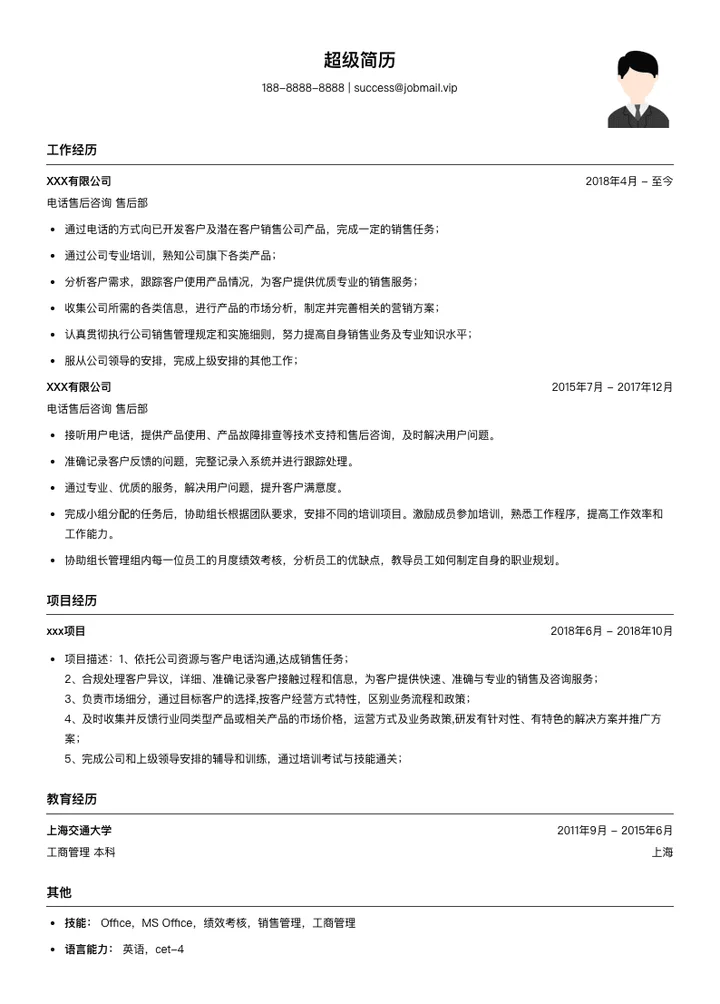 超级简历
188-8888-8888 | success@jobmail.vip
工作经历
XXX有限公司 2018年4月 – 至今
电话售后咨询 售后部
• 通过电话的方式向已开发客户及潜在客户销售公司产品，完成一定的销售任务；
• 通过公司专业培训，熟知公司旗下各类产品；
• 分析客户需求，跟踪客户使用产品情况，为客户提供优质专业的销售服务；
• 收集公司所需的各类信息，进行产品的市场分析，制定并完善相关的营销方案；
• 认真贯彻执行公司销售管理规定和实施细则，努力提高自身销售业务及专业知识水平；
• 服从公司领导的安排，完成上级安排的其他工作；
XXX有限公司 2015年7月 – 2017年12月
电话售后咨询 售后部
• 接听用户电话，提供产品使用、产品故障排查等技术支持和售后咨询，及时解决用户问题。
• 准确记录客户反馈的问题，完整记录入系统并进行跟踪处理。
• 通过专业、优质的服务，解决用户问题，提升客户满意度。
• 完成小组分配的任务后，协助组长根据团队要求，安排不同的培训项目。激励成员参加培训，熟悉工作程序，提高工作效率和
工作能力。
• 协助组长管理组内每一位员工的月度绩效考核，分析员工的优缺点，教导员工如何制定自身的职业规划。
项目经历
xxx项目 2018年6月 – 2018年10月
• 项目描述：1、依托公司资源与客户电话沟通,达成销售任务；
2、合规处理客户异议，详细、准确记录客户接触过程和信息，为客户提供快速、准确与专业的销售及咨询服务；
3、负责市场细分，通过目标客户的选择,按客户经营方式特性，区别业务流程和政策；
4、及时收集并反馈行业同类型产品或相关产品的市场价格，运营方式及业务政策,研发有针对性、有特色的解决方案并推广方
案；
5、完成公司和上级领导安排的辅导和训练，通过培训考试与技能通关；
教育经历
上海交通大学 2011年9月 – 2015年6月
工商管理 本科 上海
其他
• 技能： Office，MS Office，绩效考核，销售管理，工商管理
• 语言能力： 英语，cet-4